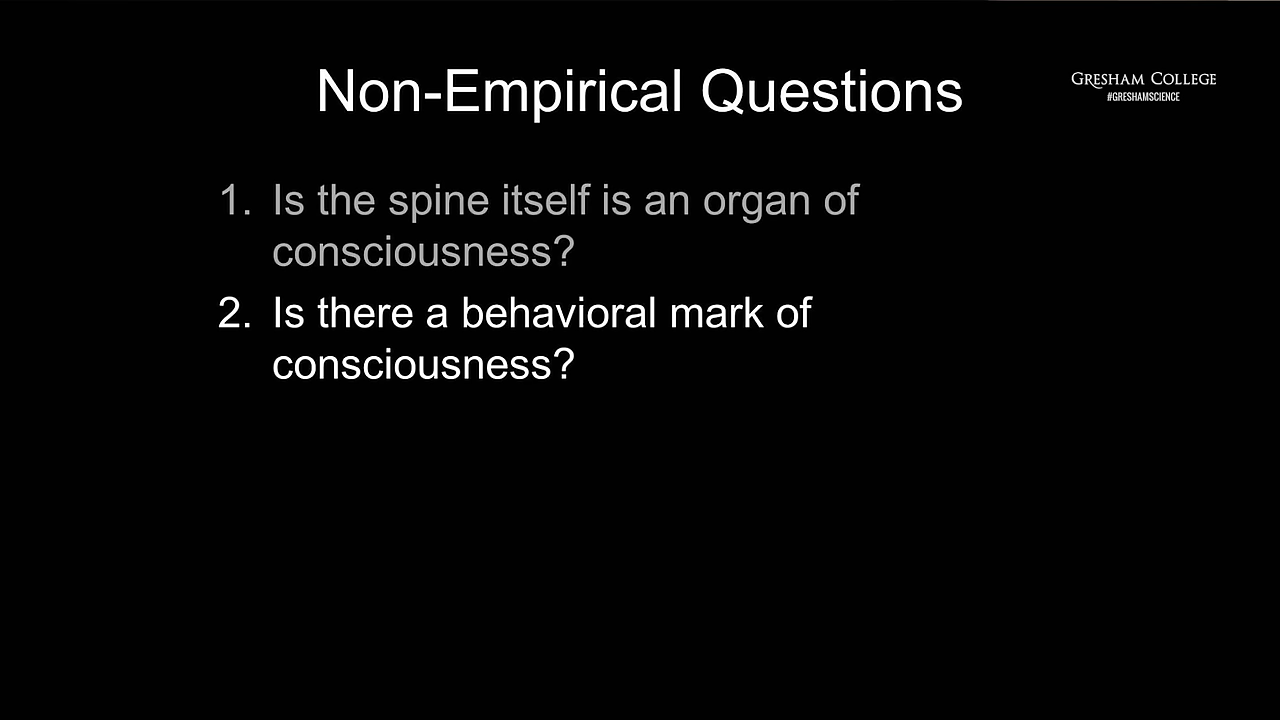 Non-Empirical Questions
GRESHAM COLLEGE
#GRESHAMSCIENCE
1. Is the spine itself is an organ of
consciousness?
2. Is there a behavioral mark of
consciousness?